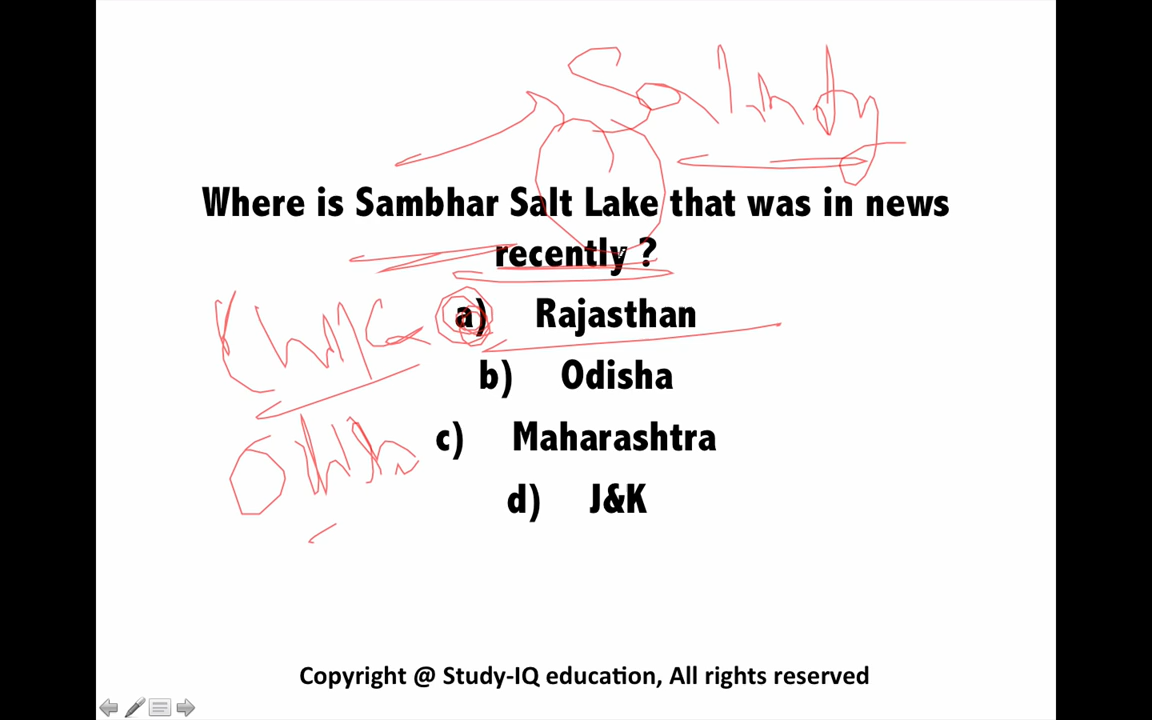 Salinity
Where is Sambhar Salt Lake that was in news
recently ?
a) Rajasthan
b) Odisha
c) Maharashtra
d) J&K
Copyright @ Study-IQ education, All rights reserved